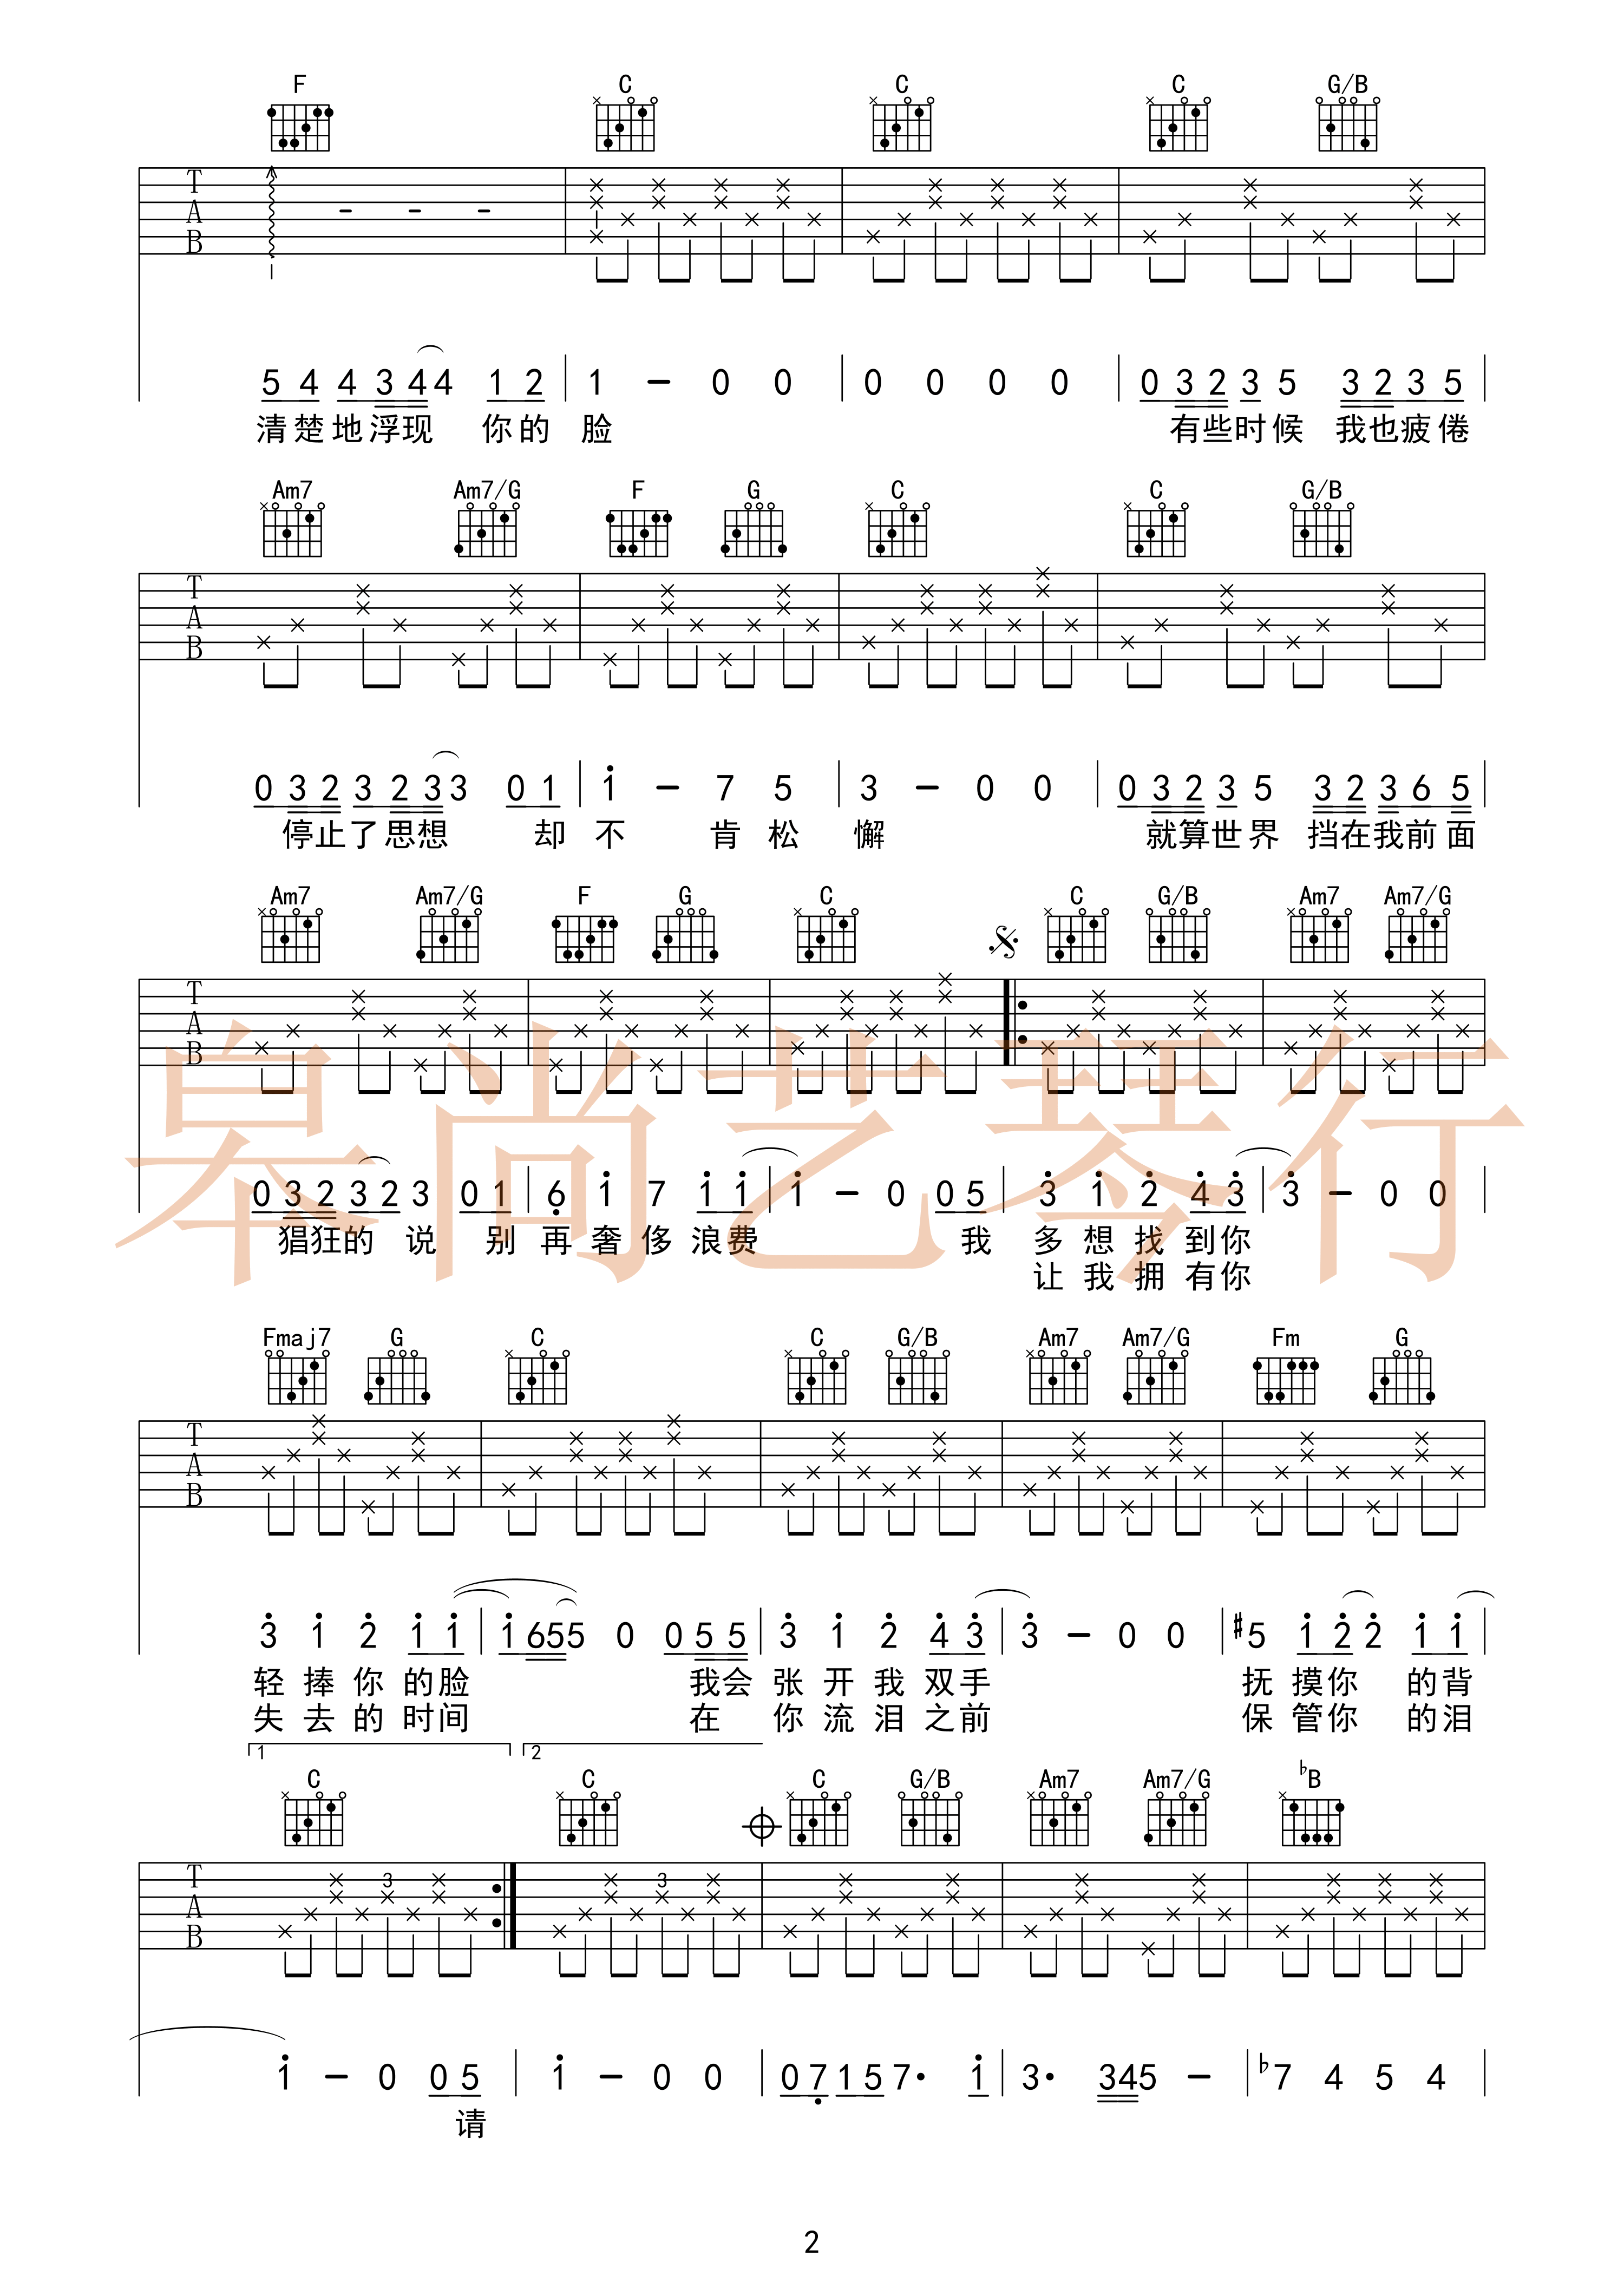 F C C C G/B
T
A
B
5 4 4 3 4 4 1 2 1 - 0 0 0 0 0 0 0 3 2 3 5 3 2 3 5
清楚地浮现 你的 脸 有些时候 我也疲倦
Am7 Am7/G F G C C G/B
T
A
B
0 3 2 3 2 3 3 0 1 1 - 7 5 3 - 0 0 0 3 2 3 5 3 2 3 6 5
停止了思想 却 不 肯 松 懈 就算世界 挡在我前面
Am7 Am7/G F G C C G/B Am7 Am7/G
T
A
B
0 3 2 3 2 3 0 1 6 1 7 1 1 1 - 0 0 5 3 1 2 4 3 3 - 0 0
猖狂的 说 别 再 奢 侈 浪费 我 多 想 找 到你
让 我 拥 有你
皋尚艺琴行
Fmaj7 G C C G/B Am7 Am7/G Fm G
T
A
B
3 1 2 1 1 1 6 5 5 0 0 5 5 3 1 2 4 3 3 - 0 0 #5 1 2 2 1 1
轻 捧 你 的脸 我会 张 开 我 双手 抚 摸你 的背
失 去 的 时间 在 你 流 泪 之前 保 管你 的泪
1 2
C C C G/B Am7 Am7/G ♭B
T 3 3
A
B
1 - 0 0 5 1 - 0 0 0 7 1 5 7· 1 3· 3 4 5 - ♭7 4 5 4
请
2